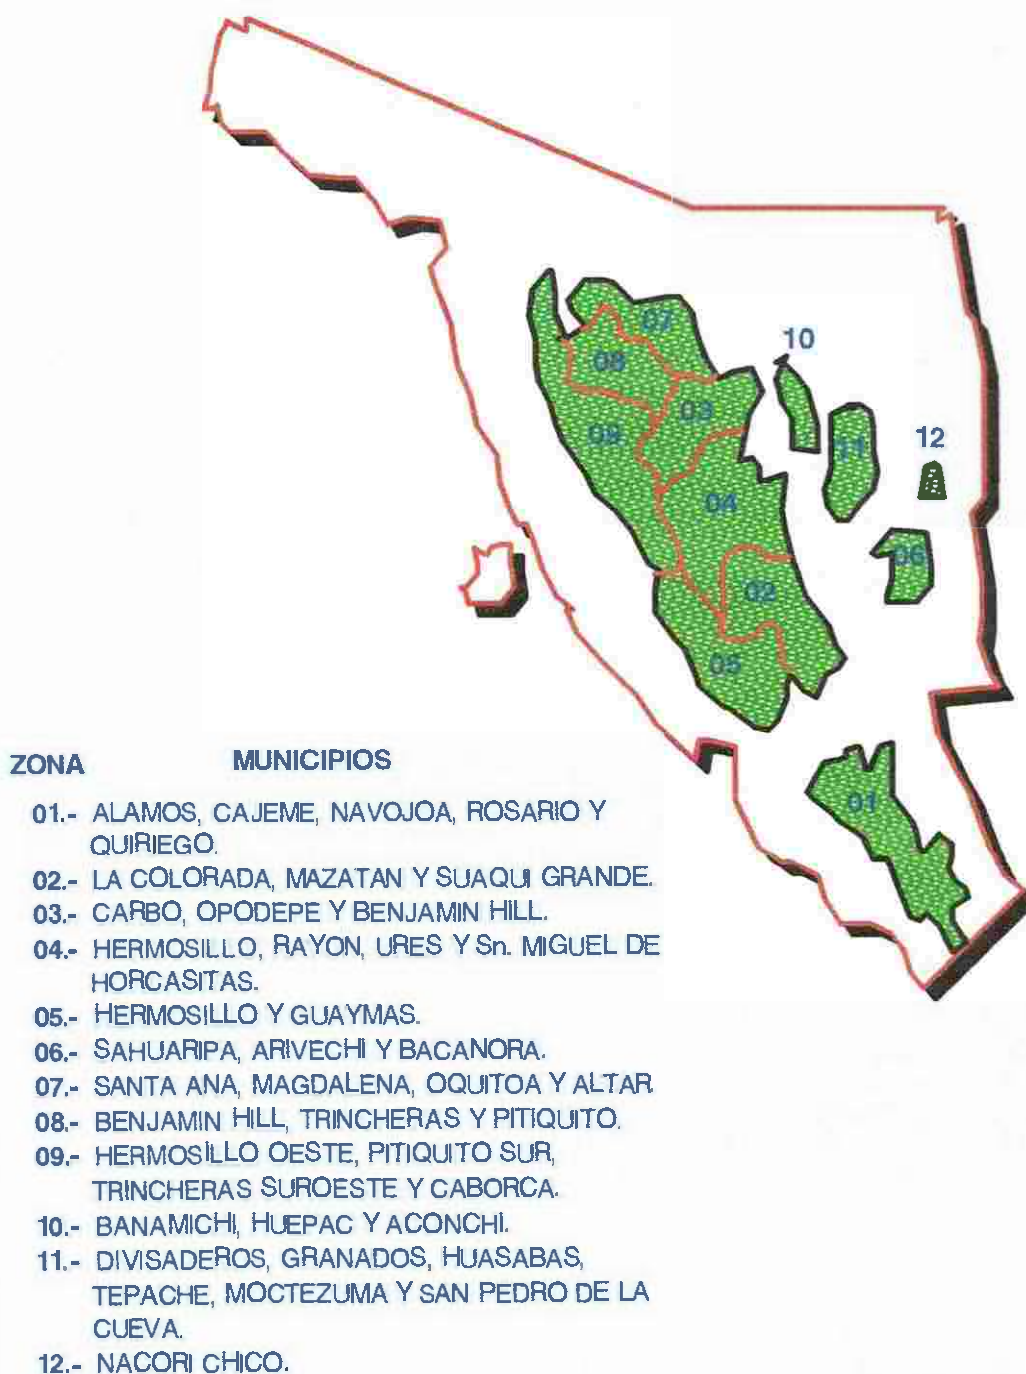 07
10
08
03
09
11
12
04
06
02
05
01
ZONA MUNICIPIOS
01.- ALAMOS, CAJEME, NAVOJOA, ROSARIO Y
QUIRIEGO.
02.- LA COLORADA, MAZATAN Y SUAQUI GRANDE.
03.- CARBO, OPODEPE Y BENJAMIN HILL.
04.- HERMOSILLO, RAYON, URES Y Sn. MIGUEL DE
HORCASITAS.
05.- HERMOSILLO Y GUAYMAS.
06.- SAHUARIPA, ARIVECHI Y BACANORA.
07.- SANTA ANA, MAGDALENA, OQUITOA Y ALTAR
08.- BENJAMIN HILL, TRINCHERAS Y PITIQUITO.
09.- HERMOSILLO OESTE, PITIQUITO SUR,
TRINCHERAS SUROESTE Y CABORCA.
10.- BANAMICHI, HUEPAC Y ACONCHI.
11.- DIVISADEROS, GRANADOS, HUASABAS,
TEPACHE, MOCTEZUMA Y SAN PEDRO DE LA
CUEVA.
12.- NACORI CHICO.